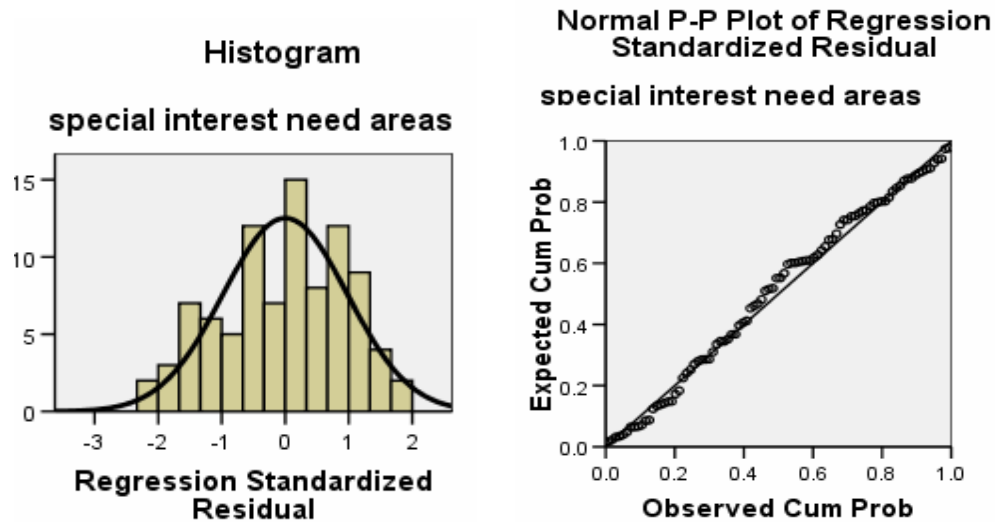 Histogram
special interest need areas
15
10
5
0
-3 -2 -1 0 1 2
Regression Standardized
Residual
Normal P-P Plot of Regression
Standardized Residual
special interest need areas
Expected Cum Prob
1.0
0.8
0.6
0.4
0.2
0.0
0.0 0.2 0.4 0.6 0.8 1.0
Observed Cum Prob